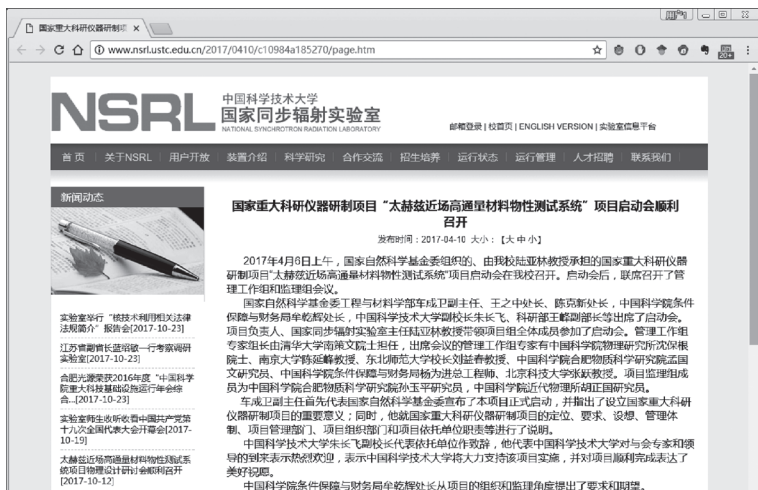 国家重大科研仪器研制项
www.nsrl.ustc.edu.cn/2017/0410/c10984a185270/page.htm
NSRL
中国科学技术大学
国家同步辐射实验室
NATIONAL SYNCHROTRON RADIATION LABORATORY
邮箱登录 | 校首页 | ENGLISH VERSION | 实验室信息平台
首 页 关于NSRL 用户开放 装置介绍 科学研究 合作交流 招生培养 运行状态 运行管理 人才招聘 联系我们
新闻动态
实验室举行“核技术利用相关法律
法规简介”报告会[2017-10-23]
江苏省副省长蓝绍敏一行考察调研
实验室[2017-10-23]
合肥光源荣获2016年度“中国科学
院重大科技基础设施运行年会综
合...[2017-10-23]
实验室师生收听收看中国共产党第
十九次全国代表大会开幕会[2017-
10-19]
太赫兹近场高通量材料物性测试系
统项目物理设计研讨会顺利召开
[2017-10-12]
国家重大科研仪器研制项目“太赫兹近场高通量材料物性测试系统”项目启动会顺利
召开
发布时间：2017-04-10 大小：【大 中 小】
2017年4月6日上午，国家自然科学基金委组织的、由我校陆亚林教授承担的国家重大科研仪器
研制项目“太赫兹近场高通量材料物性测试系统”项目启动会在我校召开。启动会后，联席召开了管
理工作组和监理组会议。
国家自然科学基金委工程与材料学部车成卫副主任、王之中处长、陈克新处长，中国科学院条件
保障与财务局牟乾辉处长，中国科学技术大学副校长朱长飞、科研部王峰副部长等出席了启动会。
项目负责人、国家同步辐射实验室主任陆亚林教授带领项目组全体成员参加了启动会。管理工作组
专家组长由清华大学南策文院士担任，出席会议的管理工作组专家有中国科学院物理研究所沈保根
院士、南京大学陈延峰教授、东北师范大学校长刘益春教授、中国科学院合肥物质科学研究院孟国
文研究员、中国科学院条件保障与财务局杨为进总工程师、北京科技大学张跃教授。项目监理组成
员为中国科学院合肥物质科学研究院孙玉平研究员，中国科学院近代物理所胡正国研究员。
车成卫副主任首先代表国家自然科学基金委宣布了本项目正式启动，并指出了设立国家重大科研
仪器研制项目的重要意义；同时，他就国家重大科研仪器研制项目的定位、要求、设想、管理体
制、项目管理部门、项目组织部门和项目依托单位职责等进行了说明。
中国科学技术大学朱长飞副校长代表依托单位作致辞，他代表中国科学技术大学对与会专家和领
导的到来表示热烈欢迎，表示中国科学技术大学将大力支持该项目实施，并对项目顺利完成表达了
美好祝愿。
中国科学院条件保障与财务局牟乾辉处长从项目的组织和监理角度提出了要求和期望。